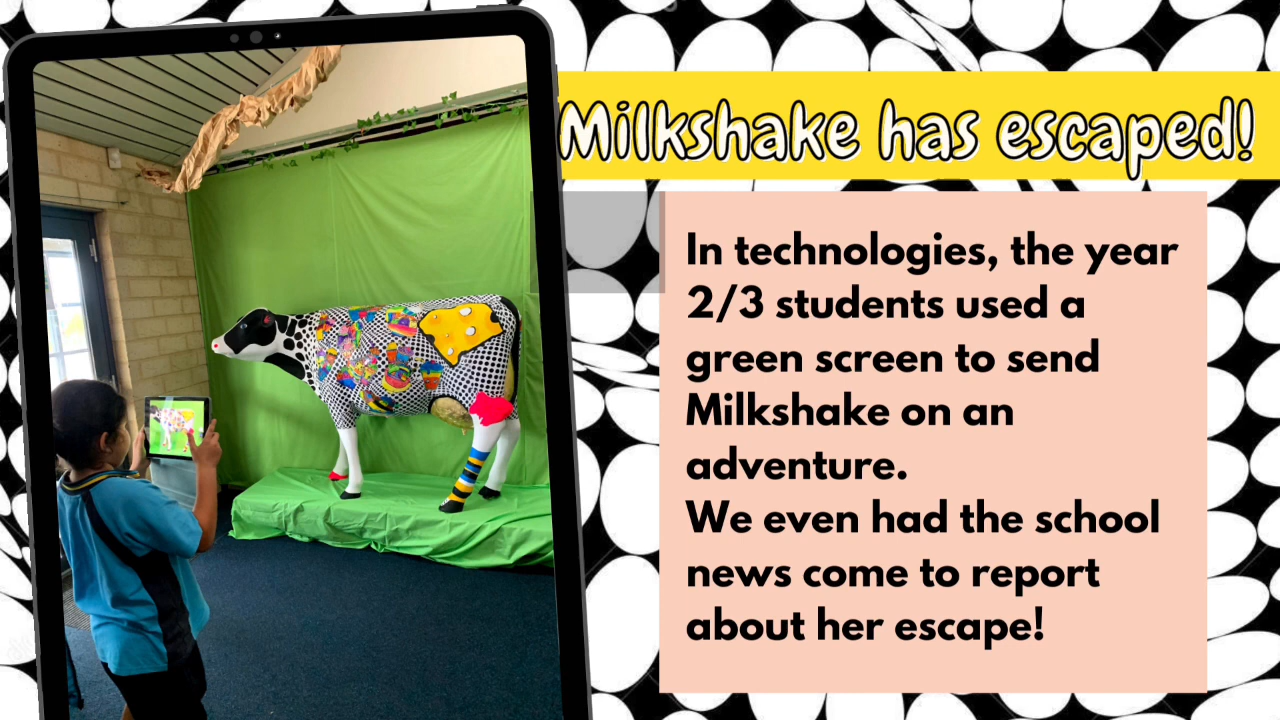 Milkshake has escaped!
In technologies, the year
2/3 students used a
green screen to send
Milkshake on an
adventure.
We even had the school
news come to report
about her escape!